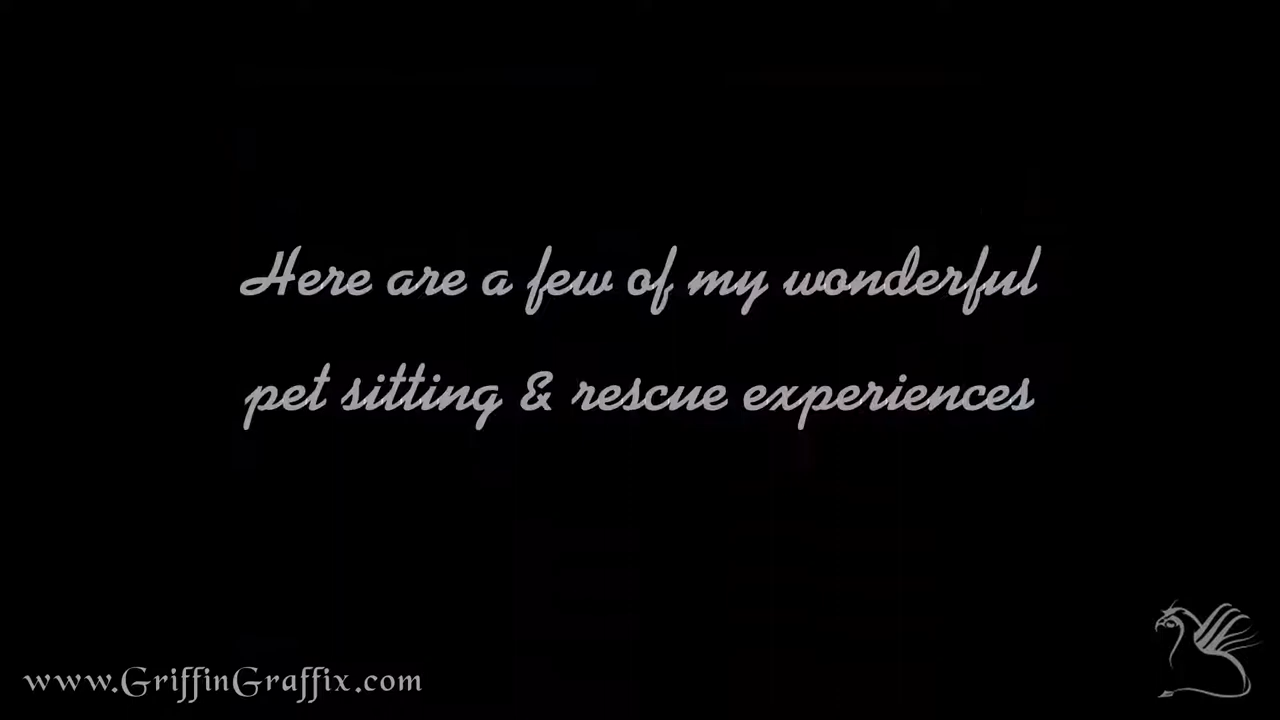 Here are a few of my wonderful
pet sitting & rescue experiences
www.GriffinGraffix.com